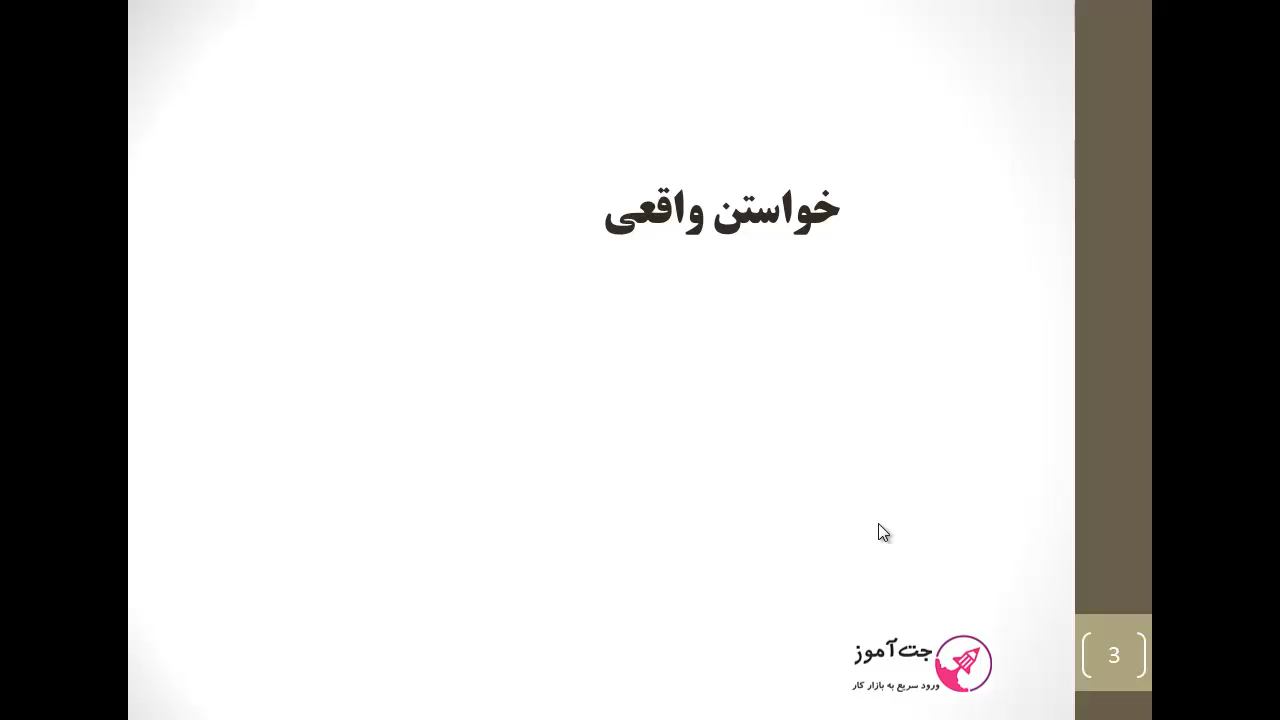 خواستن واقعی
جت‌آموز
ورود سریع به بازار کار
3